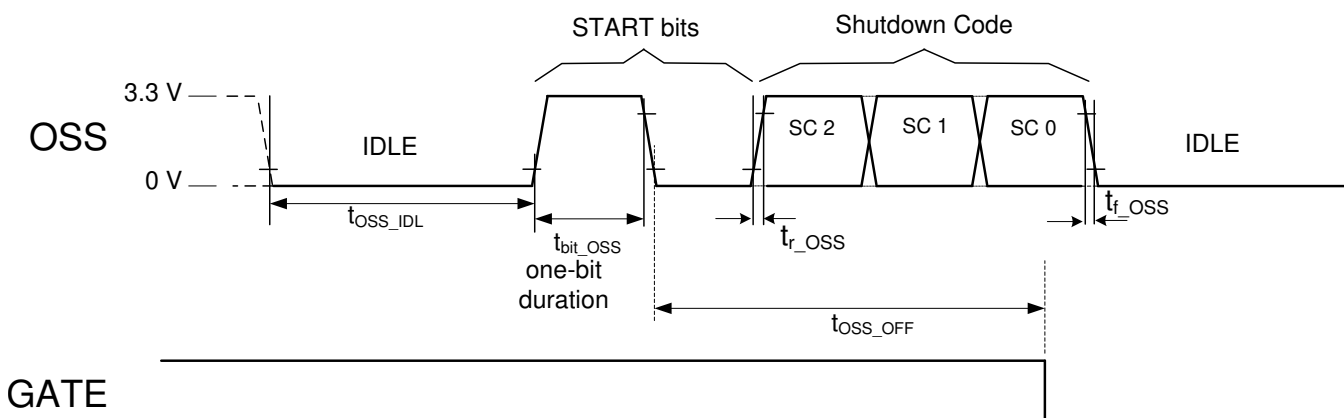 START bits
Shutdown Code
3.3 V
OSS
IDLE
SC 2
SC 1
SC 0
IDLE
0 V
tOSS_IDL
tbit_OSS
one-bit
duration
tr_OSS
tf_OSS
tOSS_OFF
GATE